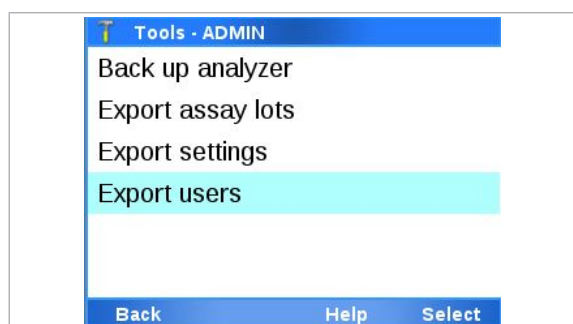 Tools - ADMIN
Back up analyzer
Export assay lots
Export settings
Export users
Back Help Select